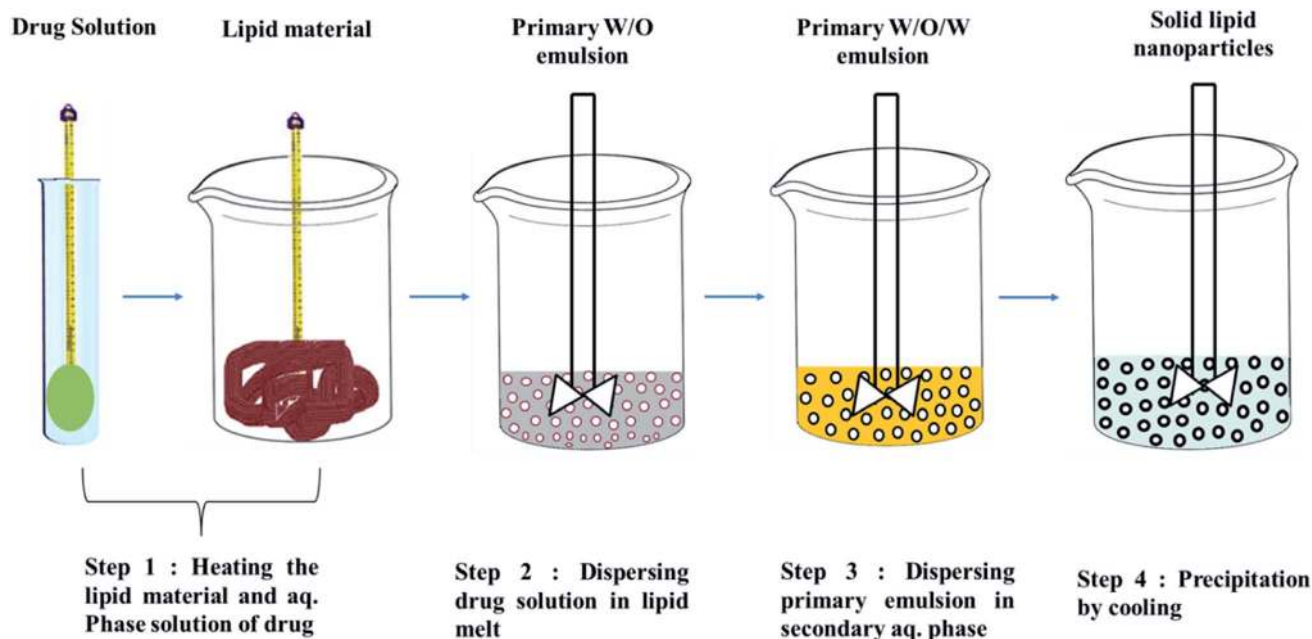 Drug Solution
Lipid material
Primary W/O
emulsion
Primary W/O/W
emulsion
Solid lipid
nanoparticles
Step 1 : Heating the
lipid material and aq.
Phase solution of drug
Step 2 : Dispersing
drug solution in lipid
melt
Step 3 : Dispersing
primary emulsion in
secondary aq. phase
Step 4 : Precipitation
by cooling